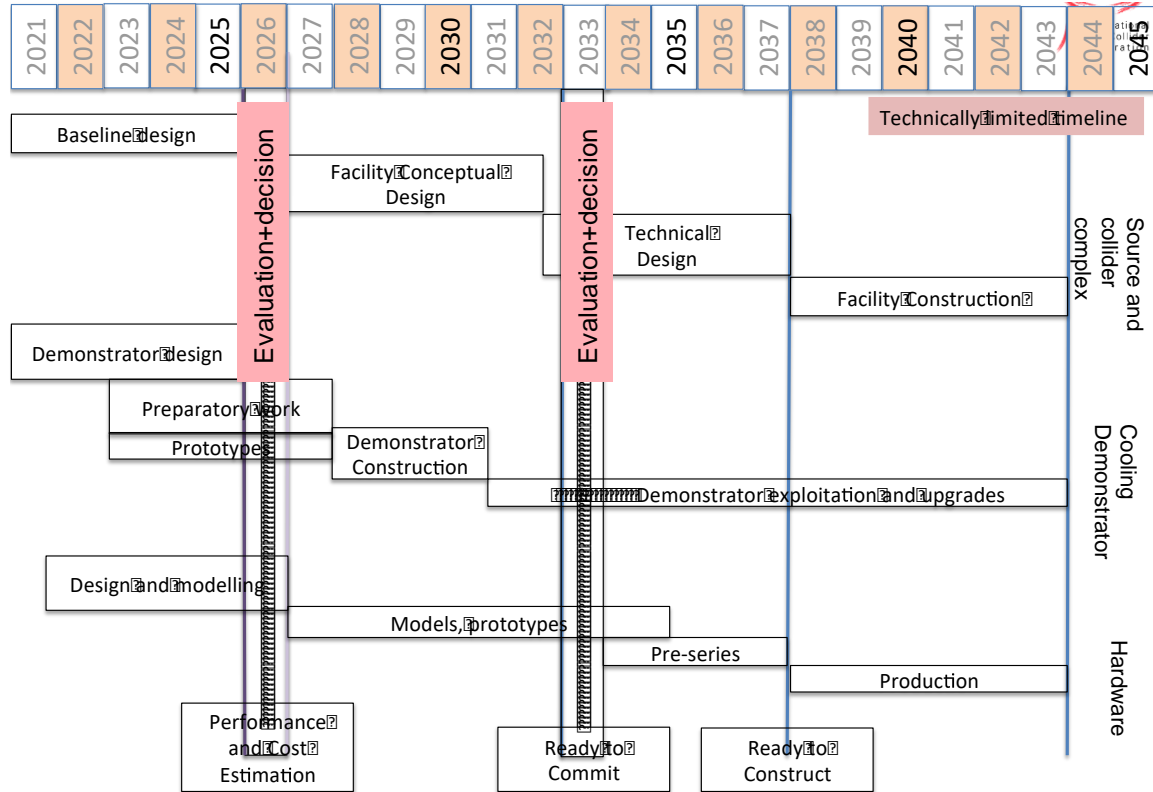 2021 2022 2023 2024 2025 2026 2027 2028 2029 2030 2031 2032 2033 2034 2035 2036 2037 2038 2039 2040 2041 2042 2043 2044 2045
Technically limited timeline
Baseline design
Evaluation+decision
Evaluation+decision
Facility Conceptual
Design
Technical
Design
Facility Construction
Source and
collider
complex
Demonstrator design
Preparatory work
Prototypes
Demonstrator
Construction
Demonstrator exploitation and upgrades
Cooling
Demonstrator
Design and modelling
Models, prototypes
Pre-series
Production
Hardware
Performance
and Cost
Estimation
Ready to
Commit
Ready to
Construct